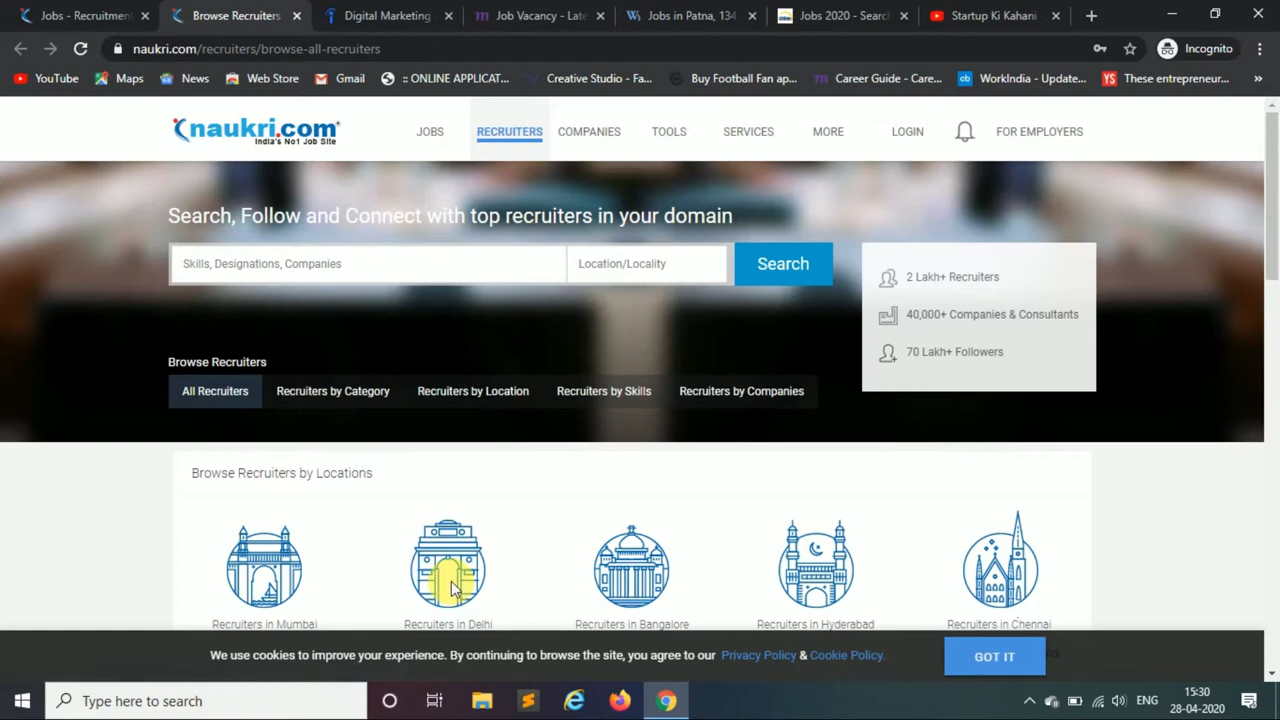 Jobs - Recruitment
Browse Recruiters
Digital Marketing
Job Vacancy - Late
Jobs in Patna, 134
Jobs 2020 - Search
Startup Ki Kahani -
naukri.com/recruiters/browse-all-recruiters
Incognito
YouTube
Maps
News
Web Store
Gmail
:: ONLINE APPLICAT...
Creative Studio - Fa...
Buy Football Fan ap...
Career Guide - Care...
cb
WorkIndia - Update...
YS
These entrepreneur...
naukri.com
India's No1 Job Site
JOBS
RECRUITERS
COMPANIES
TOOLS
SERVICES
MORE
LOGIN
FOR EMPLOYERS
Search, Follow and Connect with top recruiters in your domain
Skills, Designations, Companies
Location/Locality
Search
2 Lakh+ Recruiters
40,000+ Companies & Consultants
70 Lakh+ Followers
Browse Recruiters
All Recruiters
Recruiters by Category
Recruiters by Location
Recruiters by Skills
Recruiters by Companies
Browse Recruiters by Locations
Recruiters in Mumbai
Recruiters in Delhi
Recruiters in Bangalore
Recruiters in Hyderabad
Recruiters in Chennai
We use cookies to improve your experience. By continuing to browse the site, you agree to our Privacy Policy & Cookie Policy.
GOT IT
Type here to search
ENG
15:30
28-04-2020